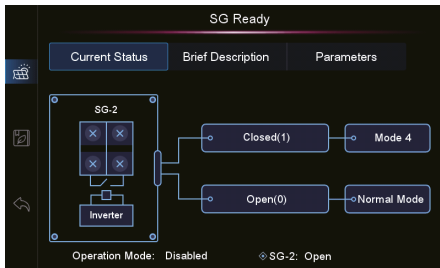 SG Ready
Current Status Brief Description Parameters
SG-2
Closed(1) Mode 4
Open(0) Normal Mode
Inverter
Operation Mode: Disabled SG-2: Open